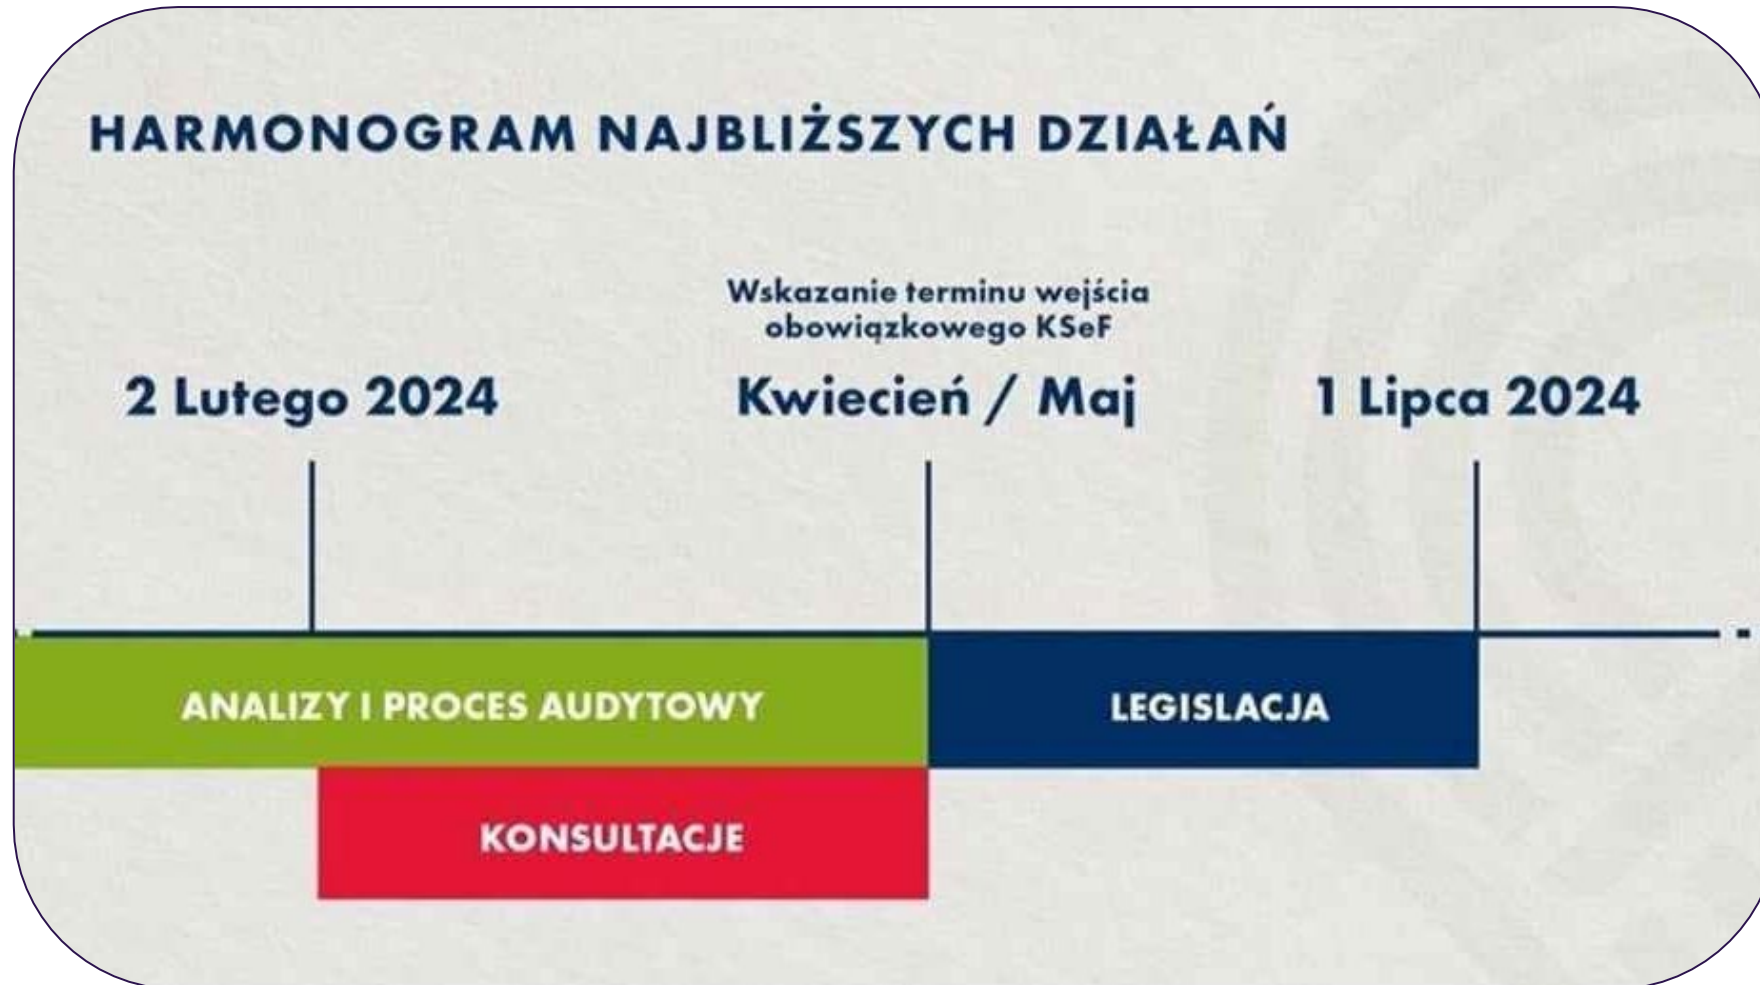 HARMONOGRAM NAJBLIŻSZYCH DZIAŁAŃ
Wskazanie terminu wejścia
obowiązkowego KSeF
2 Lutego 2024
Kwiecień / Maj
1 Lipca 2024
ANALIZY I PROCES AUDYTOWY
LEGISLACJA
KONSULTACJE